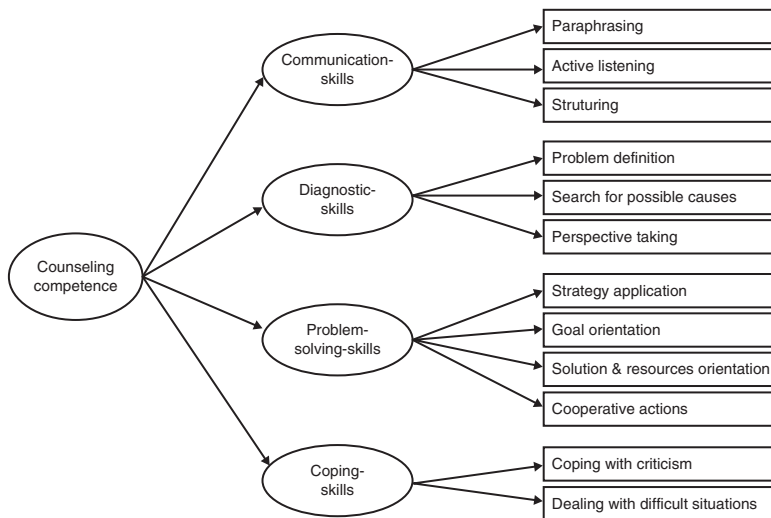 Paraphrasing
Communication-
skills
Active listening
Struturing
Problem definition
Diagnostic-
skills
Search for possible causes
Perspective taking
Counseling
competence
Strategy application
Problem-
solving-skills
Goal orientation
Solution & resources orientation
Cooperative actions
Coping-
skills
Coping with criticism
Dealing with difficult situations